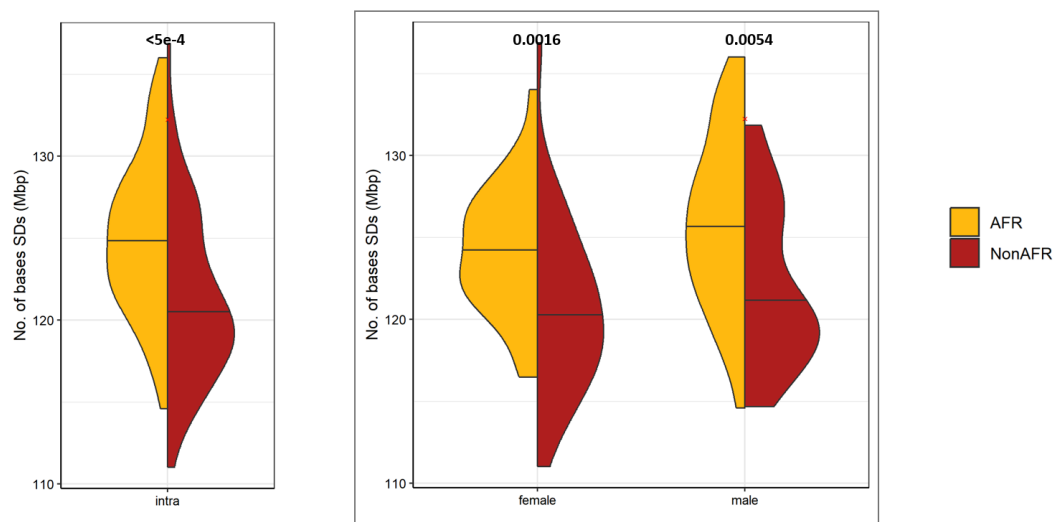 <5e-4
No. of bases SDs (Mbp)
130
120
110
intra
0.0016
0.0054
No. of bases SDs (Mbp)
130
120
110
female
male
AFR
NonAFR